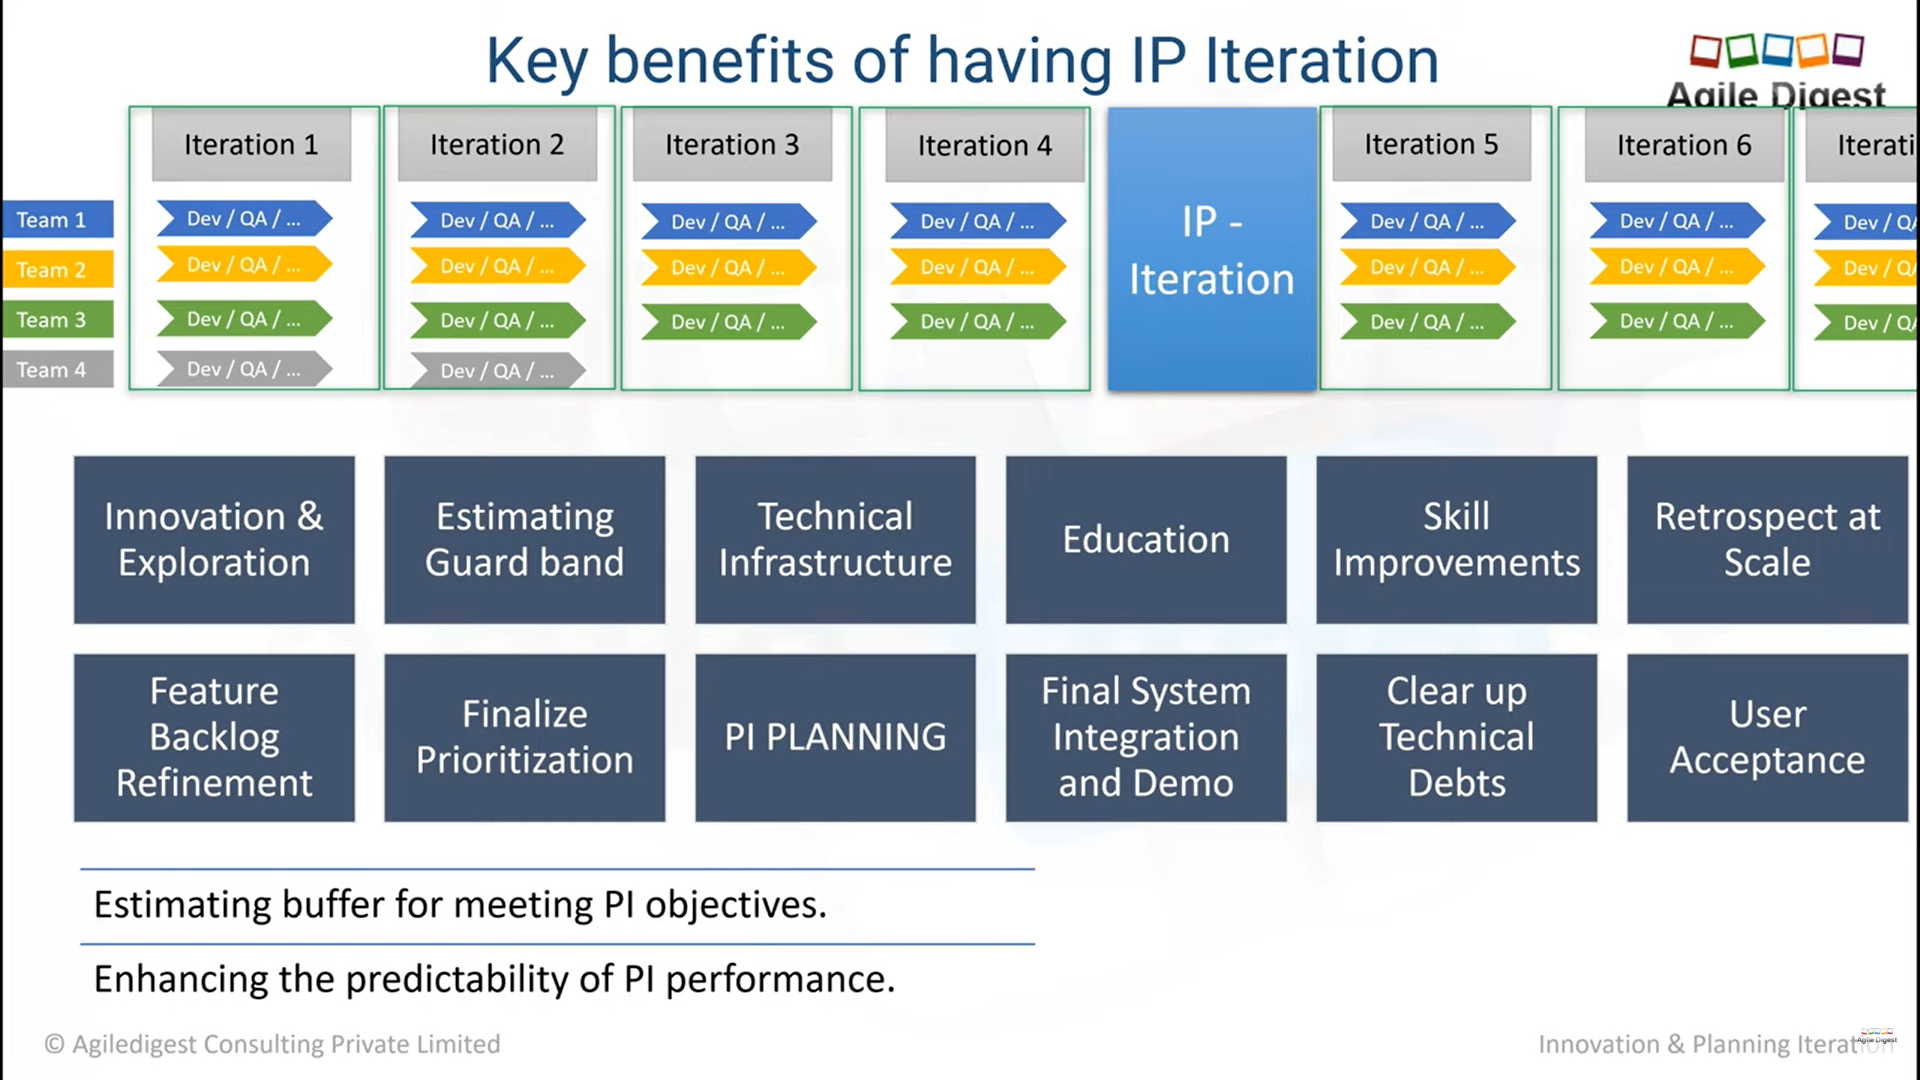 Key benefits of having IP Iteration
Agile Digest
Iteration 1
Iteration 2
Iteration 3
Iteration 4
IP -
Iteration
Iteration 5
Iteration 6
Iterati
Team 1
Dev / QA / ...
Dev / QA / ...
Dev / QA / ...
Dev / QA / ...
Dev / QA / ...
Dev / QA / ...
Dev / QA
Team 2
Dev / QA / ...
Dev / QA / ...
Dev / QA / ...
Dev / QA / ...
Dev / QA / ...
Dev / QA / ...
Dev / QA
Team 3
Dev / QA / ...
Dev / QA / ...
Dev / QA / ...
Dev / QA / ...
Dev / QA / ...
Dev / QA / ...
Dev / QA
Team 4
Dev / QA / ...
Dev / QA / ...
Innovation &
Exploration
Estimating
Guard band
Technical
Infrastructure
Education
Skill
Improvements
Retrospect at
Scale
Feature
Backlog
Refinement
Finalize
Prioritization
PI PLANNING
Final System
Integration
and Demo
Clear up
Technical
Debts
User
Acceptance
Estimating buffer for meeting PI objectives.
Enhancing the predictability of PI performance.
© Agiledigest Consulting Private Limited
Innovation & Planning Iteration
Agile Digest